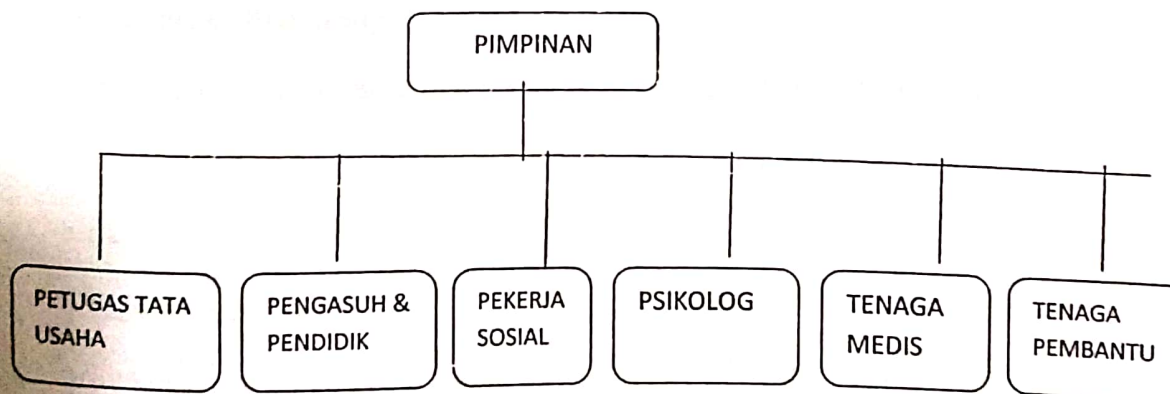 PIMPINAN
PETUGAS TATA
USAHA
PENGASUH &
PENDIDIK
PEKERJA
SOSIAL
PSIKOLOG
TENAGA
MEDIS
TENAGA
PEMBANTU